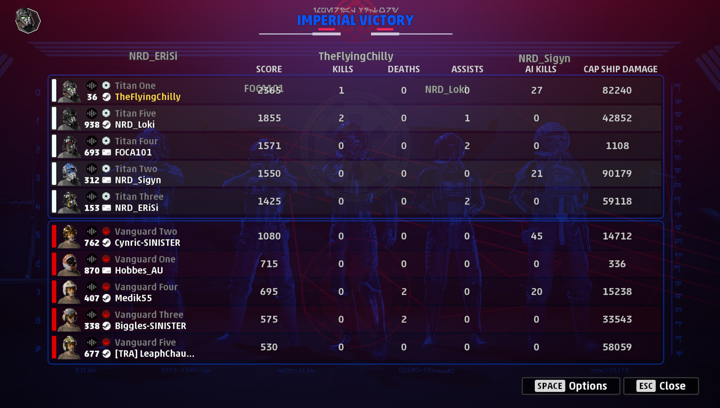 IMPERIAL VICTORY
NRD_ERiSi TheFlyingChilly NRD_Sigyn
SCORE KILLS DEATHS ASSISTS AI KILLS CAP SHIP DAMAGE
FOCA101 NRD_Loki
Titan One
36 TheFlyingChilly 1 0 0 27 82240
Titan Five
938 NRD_Loki 1855 2 0 1 0 42852
Titan Four
693 FOCA101 1571 0 0 2 0 1108
Titan Two
312 NRD_Sigyn 1550 0 0 0 21 90179
Titan Three
153 NRD_ERiSi 1425 0 0 2 0 59118
Vanguard Two
762 Cynric-SINISTER 1080 0 0 0 45 14712
Vanguard One
870 Hobbes_AU 715 0 0 0 0 336
Vanguard Four
407 Medik55 695 0 2 0 20 15238
Vanguard Three
338 Biggles-SINISTER 575 0 2 0 0 33543
Vanguard Five
677 [TRA] LeaphChau... 530 0 0 0 0 58059
SPACE Options ESC Close